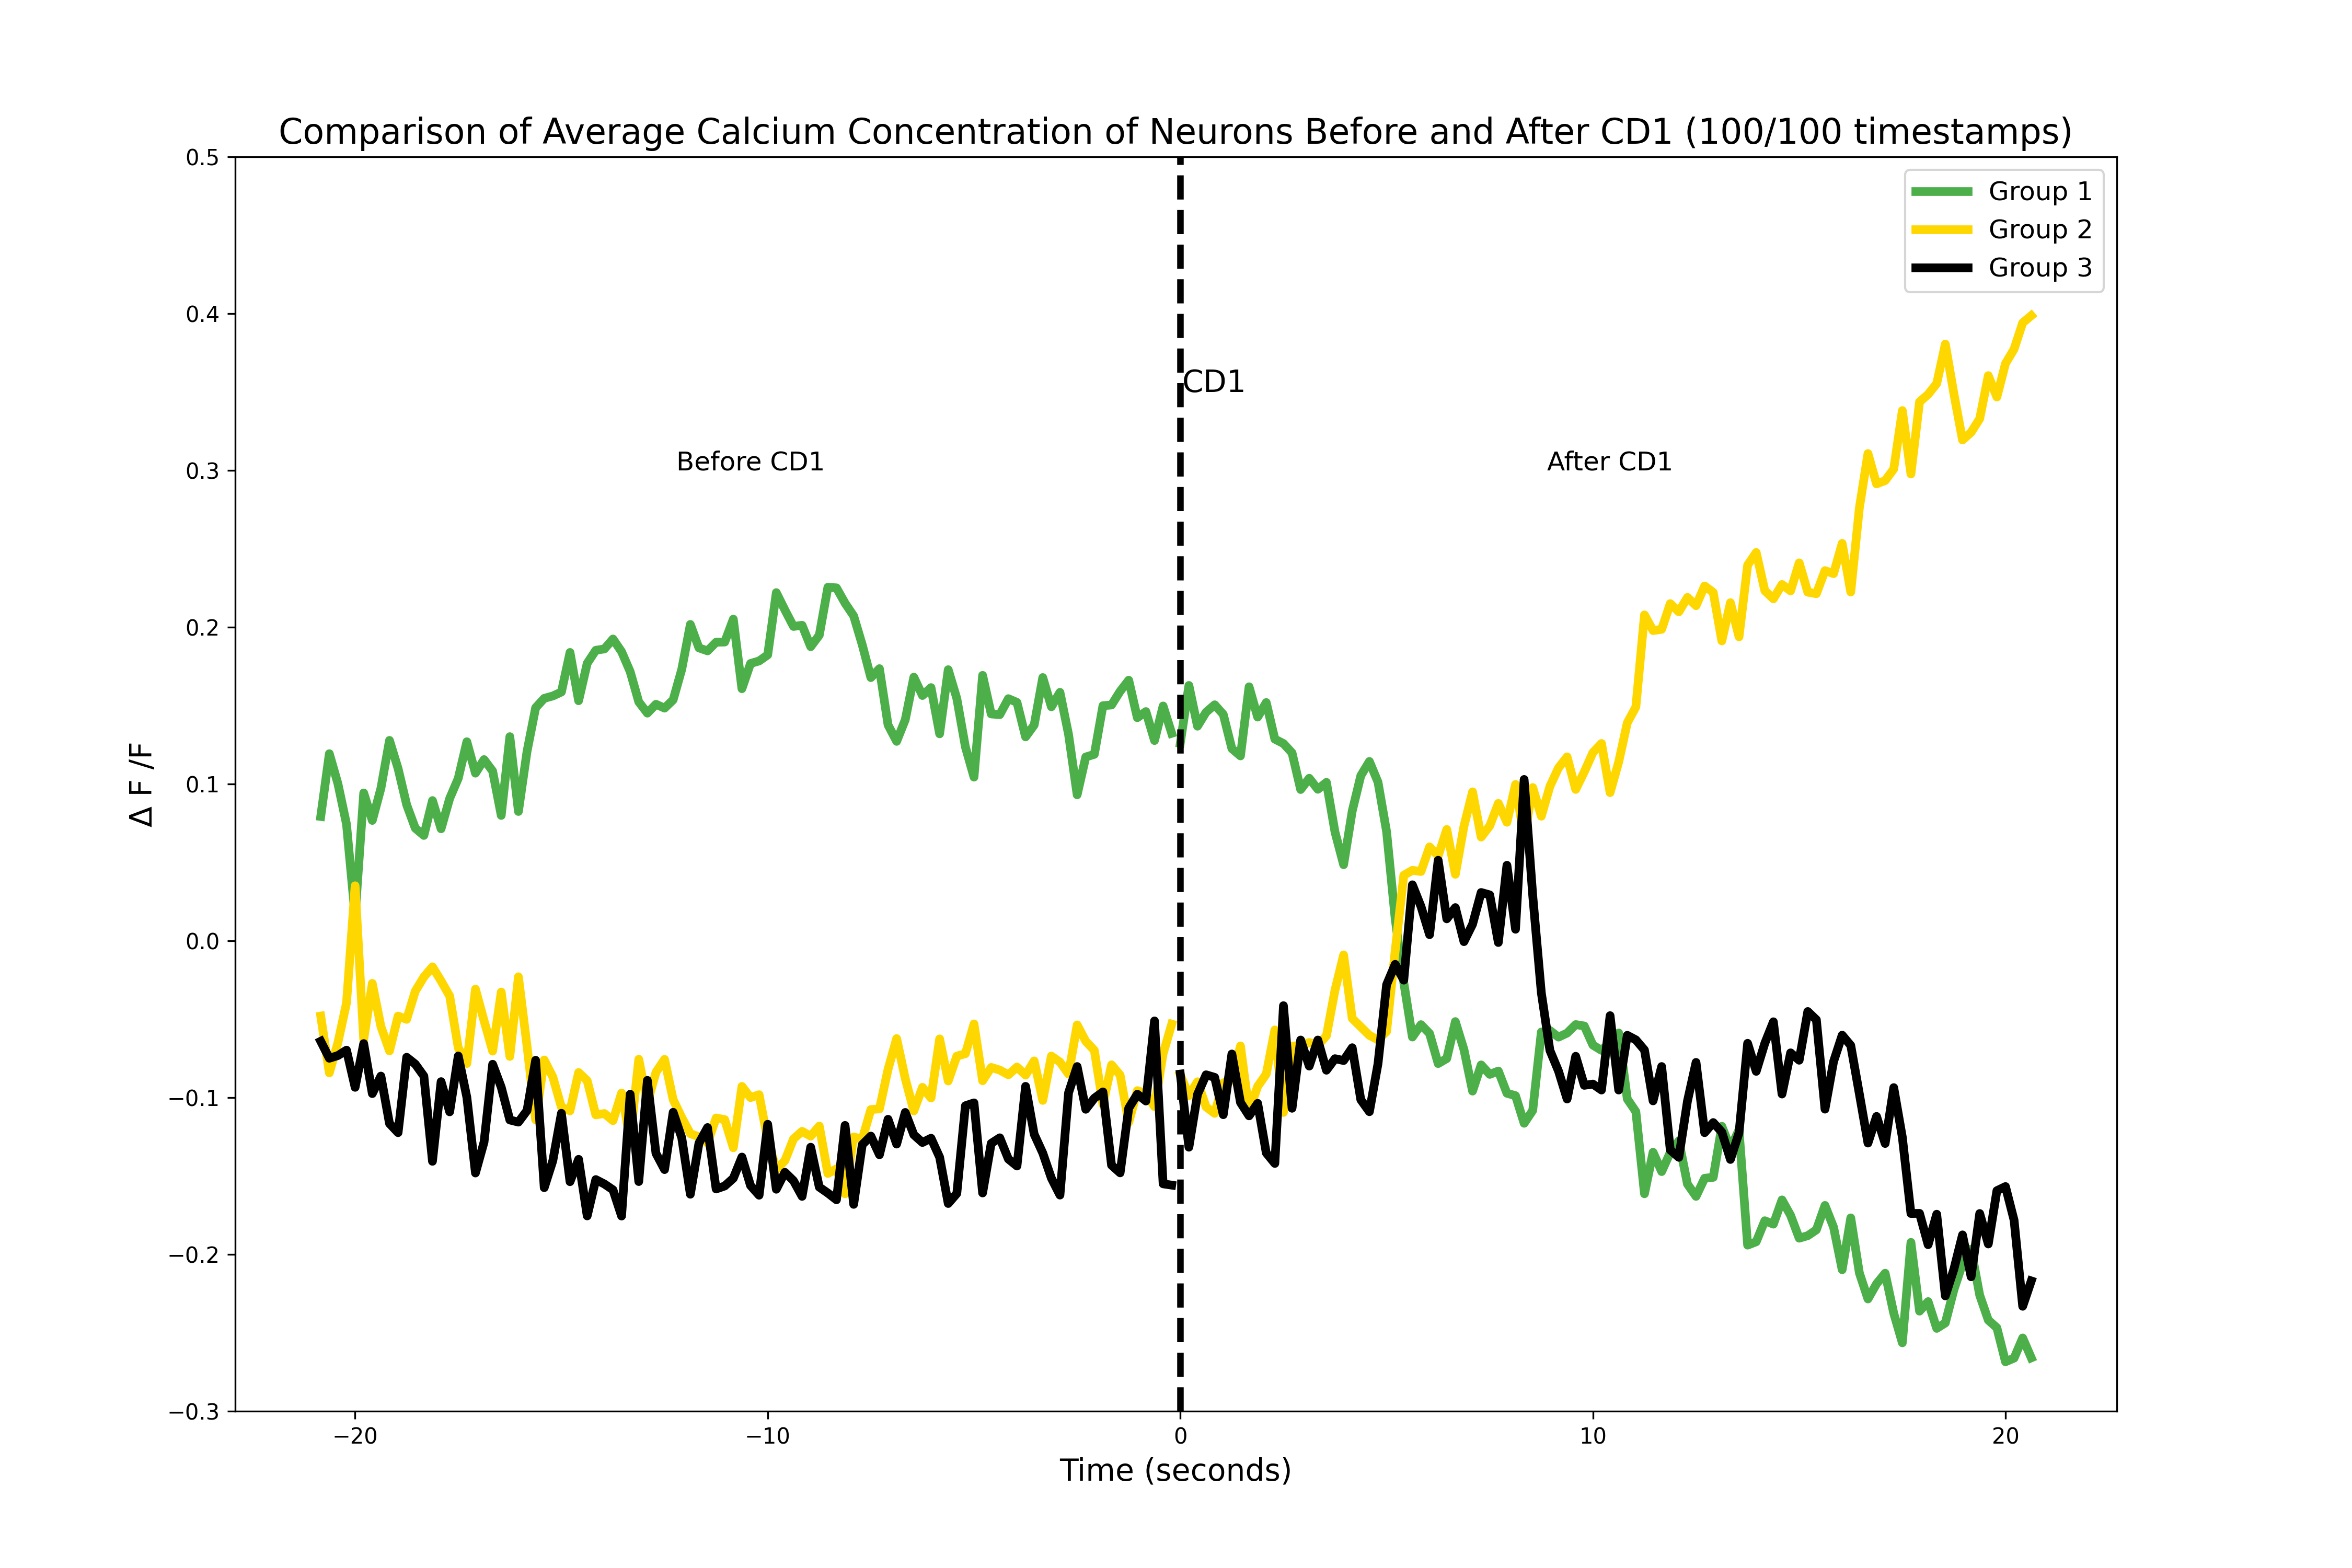 Comparison of Average Calcium Concentration of Neurons Before and After CD1 (100/100 timestamps)
0.5
0.4
0.3
0.2
0.1
0.0
−0.1
−0.2
−0.3
Δ F /F
Group 1
Group 2
Group 3
CD1
Before CD1
After CD1
−20
−10
0
10
20
Time (seconds)